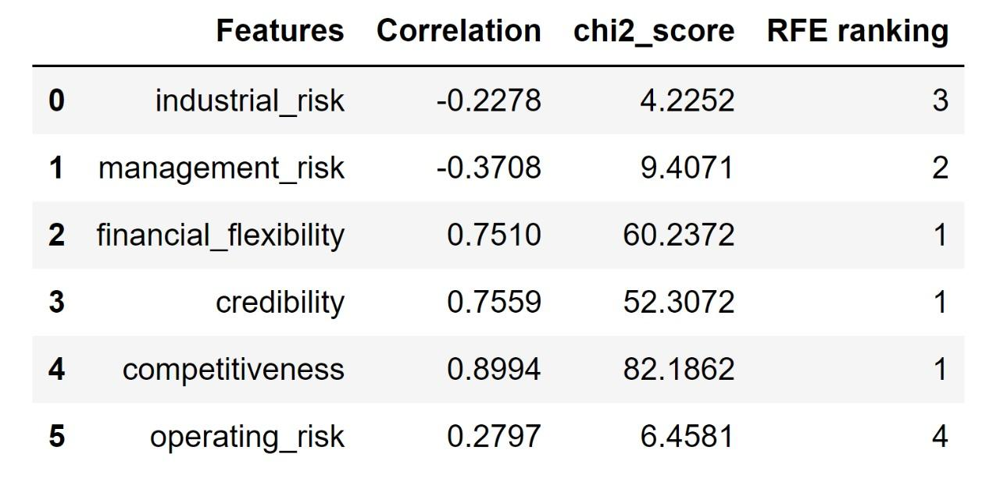 Features Correlation chi2_score RFE ranking
0 industrial_risk -0.2278 4.2252 3
1 management_risk -0.3708 9.4071 2
2 financial_flexibility 0.7510 60.2372 1
3 credibility 0.7559 52.3072 1
4 competitiveness 0.8994 82.1862 1
5 operating_risk 0.2797 6.4581 4